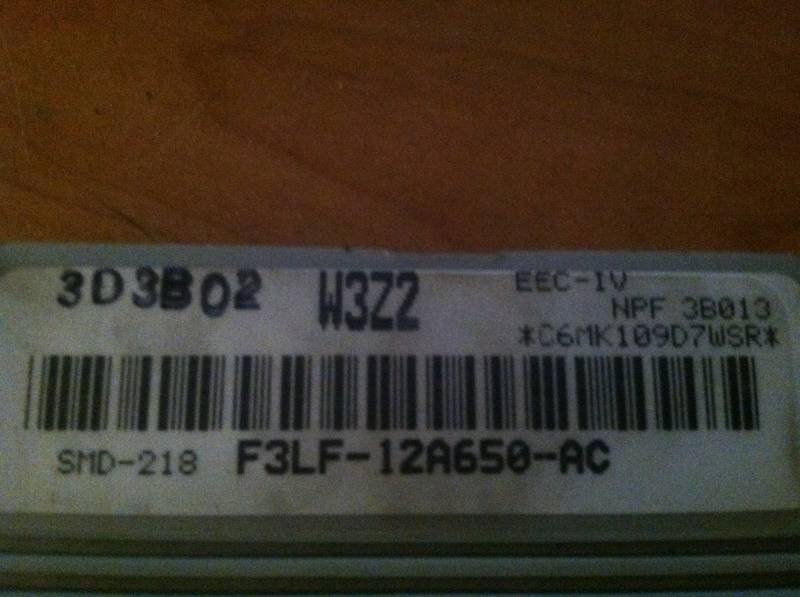 3D3B02 W3Z2 EEC-IV
NPF 3B013
*C6MK109D7WSR*
SMD-218 F3LF-12A650-AC